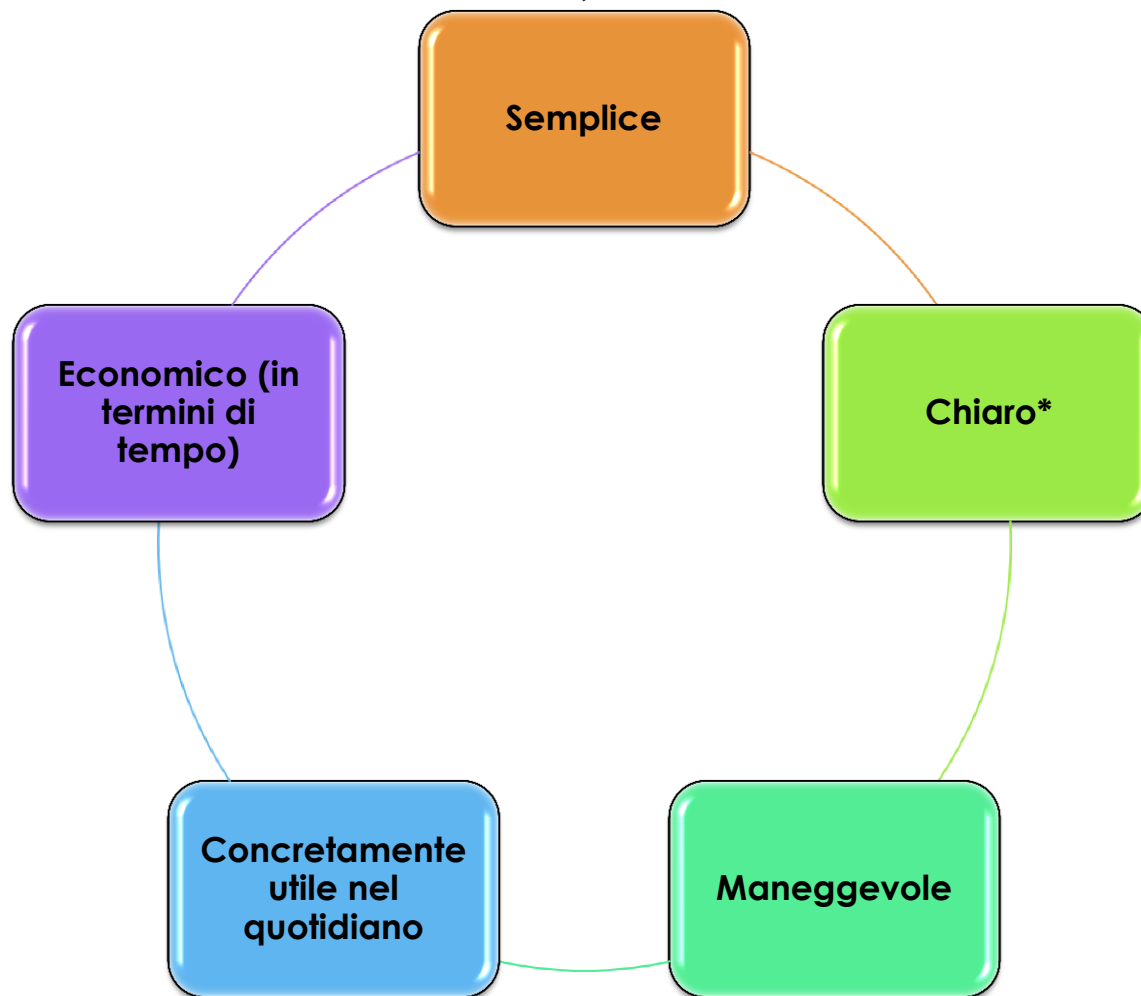 Semplice
Chiaro*
Maneggevole
Concretamente
utile nel
quotidiano
Economico (in
termini di
tempo)